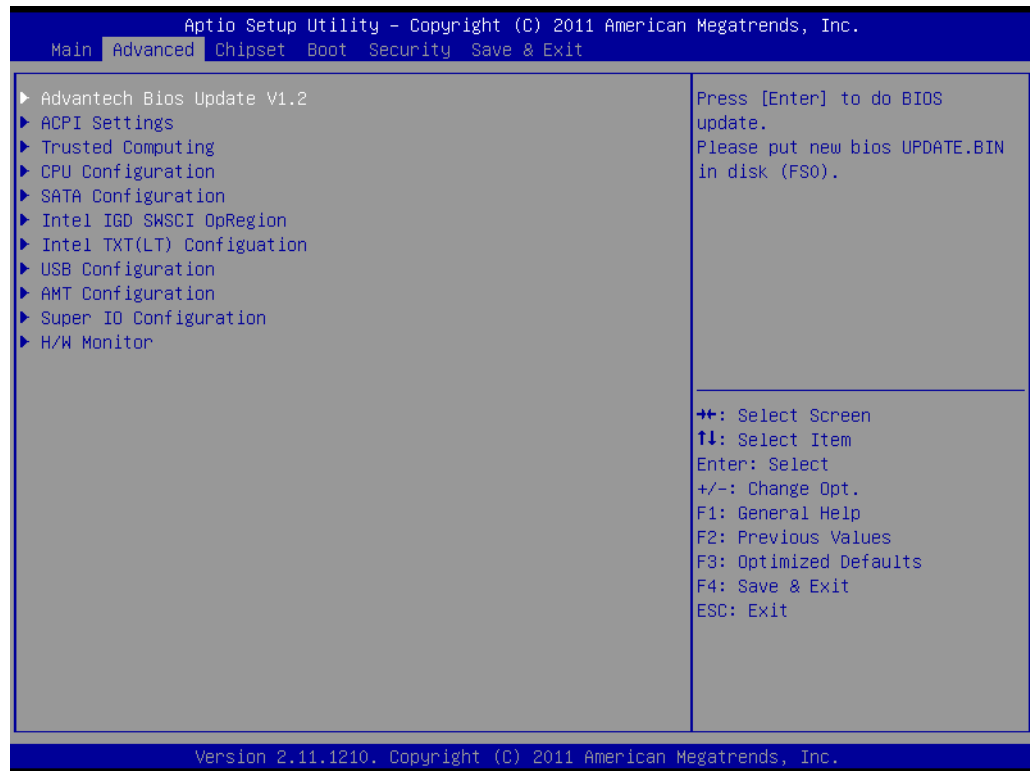 Aptio Setup Utility – Copyright (C) 2011 American Megatrends, Inc.
Main Advanced Chipset Boot Security Save & Exit
▶ Advantech Bios Update V1.2
▶ ACPI Settings
▶ Trusted Computing
▶ CPU Configuration
▶ SATA Configuration
▶ Intel IGD SWSCI OpRegion
▶ Intel TXT(LT) Configuation
▶ USB Configuration
▶ AMT Configuration
▶ Super IO Configuration
▶ H/W Monitor
Press [Enter] to do BIOS
update.
Please put new bios UPDATE.BIN
in disk (FS0).
→←: Select Screen
↑↓: Select Item
Enter: Select
+/-: Change Opt.
F1: General Help
F2: Previous Values
F3: Optimized Defaults
F4: Save & Exit
ESC: Exit
Version 2.11.1210. Copyright (C) 2011 American Megatrends, Inc.